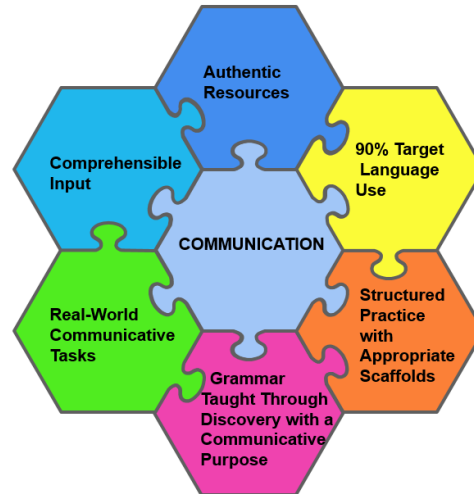 Authentic
Resources
90% Target
Language
Use
Comprehensible
Input
COMMUNICATION
Structured
Practice
with
Appropriate
Scaffolds
Real-World
Communicative
Tasks
Grammar
Taught Through
Discovery with a
Communicative
Purpose